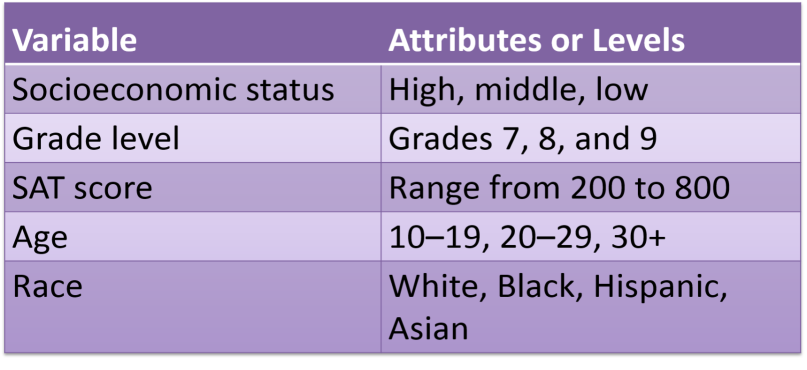 Variable Attributes or Levels
Socioeconomic status High, middle, low
Grade level Grades 7, 8, and 9
SAT score Range from 200 to 800
Age 10–19, 20–29, 30+
Race White, Black, Hispanic,
Asian